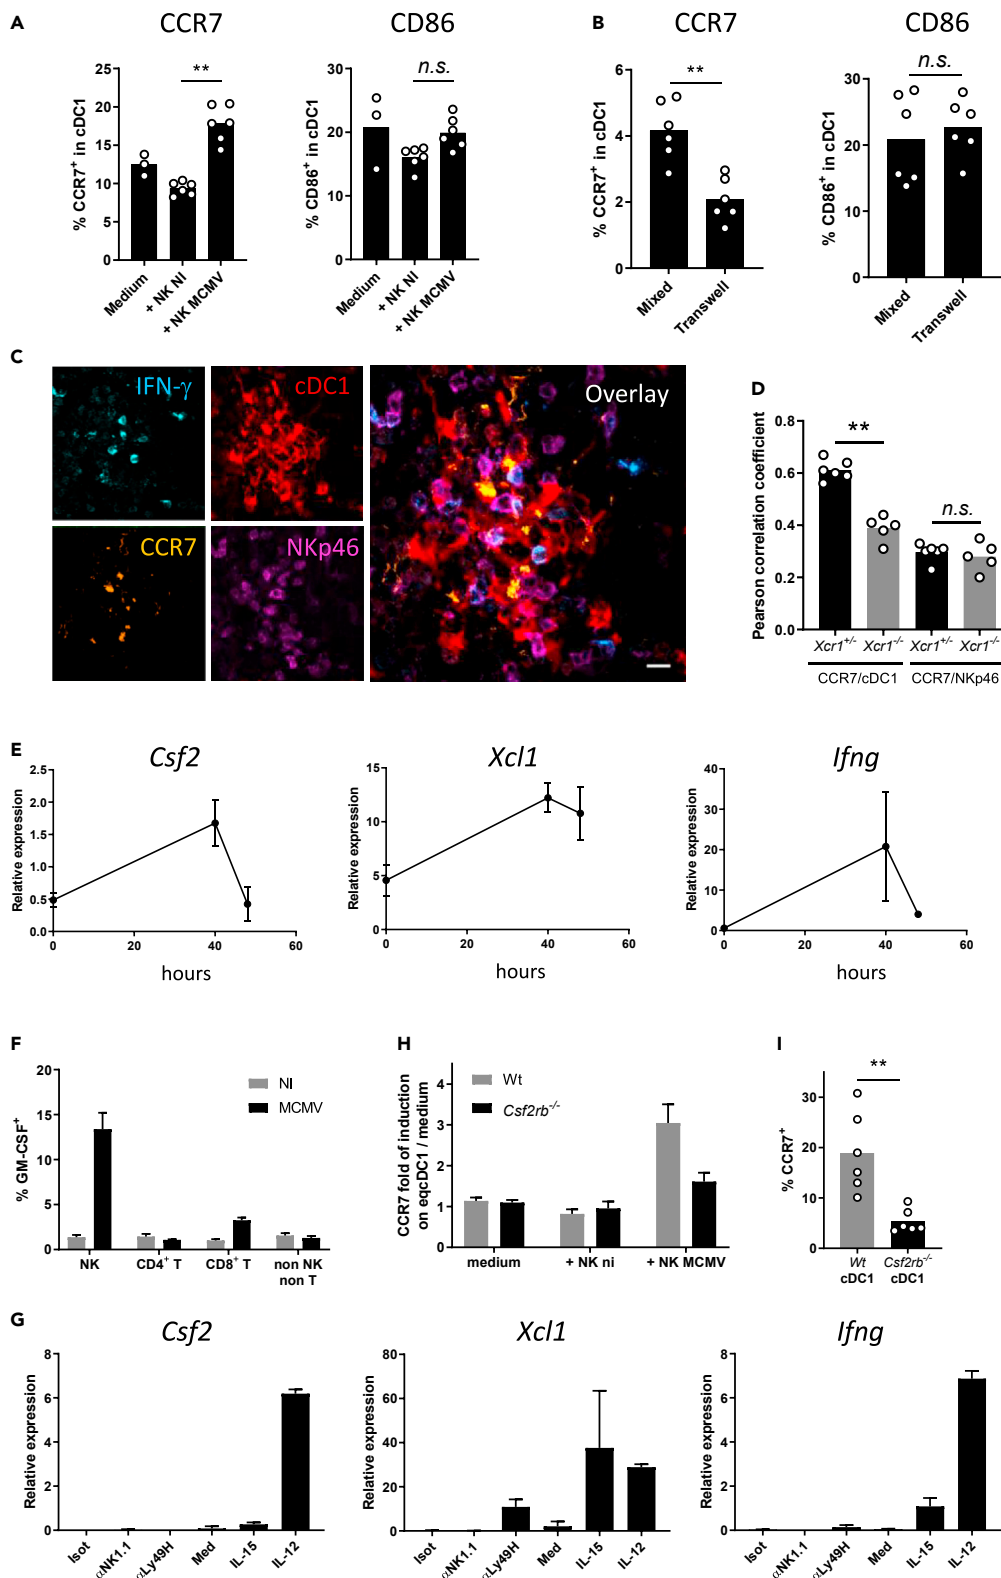 A
CCR7
CD86
B
CCR7
CD86
% CCR7⁺ in cDC1
25
20
15
10
5
0
**
Medium
+ NK NI
+ NK MCMV
% CD86⁺ in cDC1
30
20
10
0
n.s.
Medium
+ NK NI
+ NK MCMV
% CCR7⁺ in cDC1
6
4
2
0
**
Mixed
Transwell
% CD86⁺ in cDC1
30
20
10
0
n.s.
Mixed
Transwell
C
IFN-γ
cDC1
Overlay
CCR7
NKp46
D
Pearson correlation coefficient
0.8
0.6
0.4
0.2
0.0
**
n.s.
Xcr1⁺/⁻ Xcr1⁻/⁻ Xcr1⁺/⁻ Xcr1⁻/⁻
CCR7/cDC1 CCR7/NKp46
E
Csf2
Relative expression
2.5
2.0
1.5
1.0
0.5
0.0
0 20 40 60
hours
Xcl1
Relative expression
15
10
5
0
0 20 40 60
hours
Ifng
Relative expression
40
30
20
10
0
0 20 40 60
hours
F
% GM-CSF⁺
20
15
10
5
0
NI
MCMV
NK CD4⁺ T CD8⁺ T non NK
non T
H
CCR7 fold of induction
on eqcDC1 / medium
4
3
2
1
0
Wt
Csf2rb⁻/⁻
medium + NK ni + NK MCMV
I
% CCR7⁺
30
20
10
0
**
Wt
cDC1
Csf2rb⁻/⁻
cDC1
G
Csf2
Relative expression
8
6
4
2
0
Isot
αNK1.1
αLy49H
Med
IL-15
IL-12
Xcl1
Relative expression
80
60
40
20
0
Isot
αNK1.1
αLy49H
Med
IL-15
IL-12
Ifng
Relative expression
8
6
4
2
0
Isot
αNK1.1
αLy49H
Med
IL-15
IL-12